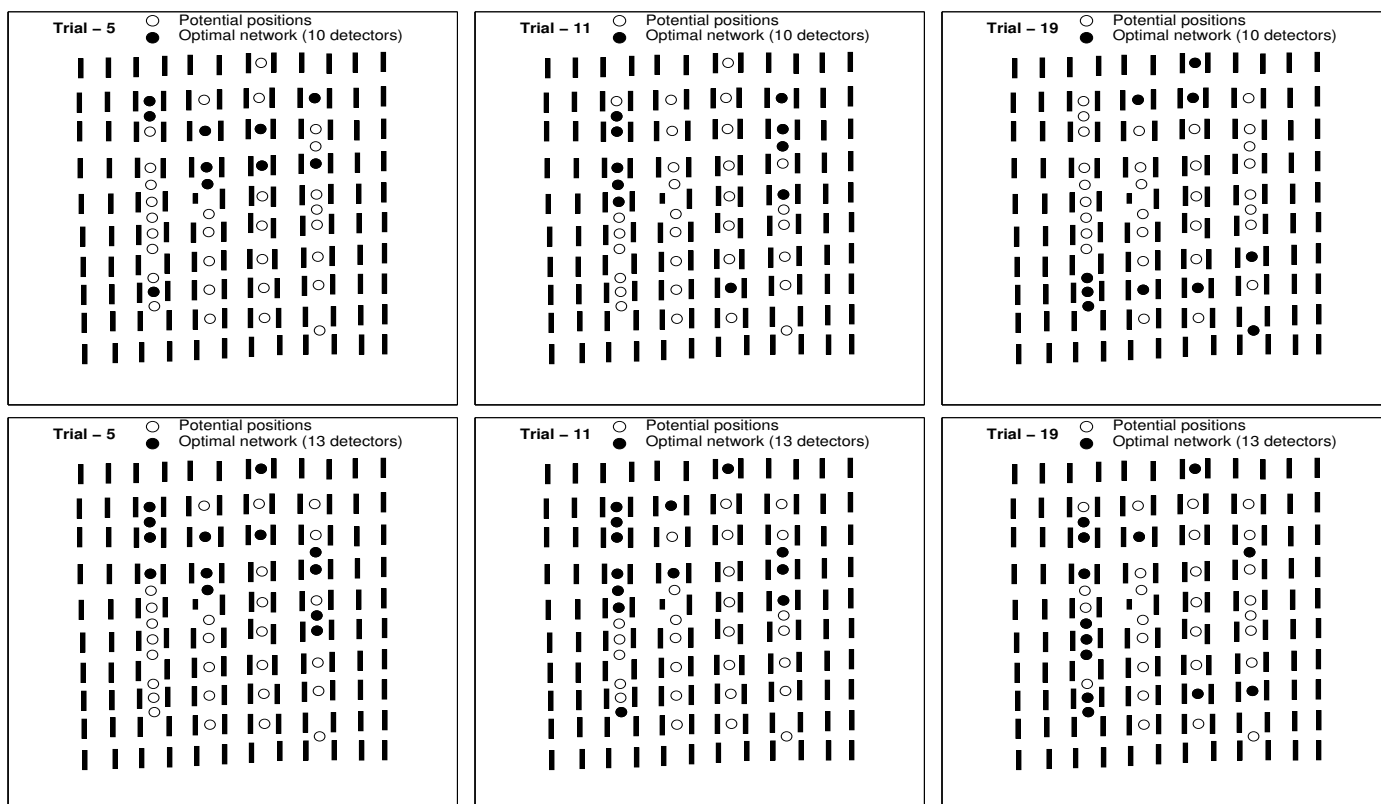 Trial – 5
Potential positions
Optimal network (10 detectors)
Trial – 11
Potential positions
Optimal network (10 detectors)
Trial – 19
Potential positions
Optimal network (10 detectors)
Trial – 5
Potential positions
Optimal network (13 detectors)
Trial – 11
Potential positions
Optimal network (13 detectors)
Trial – 19
Potential positions
Optimal network (13 detectors)